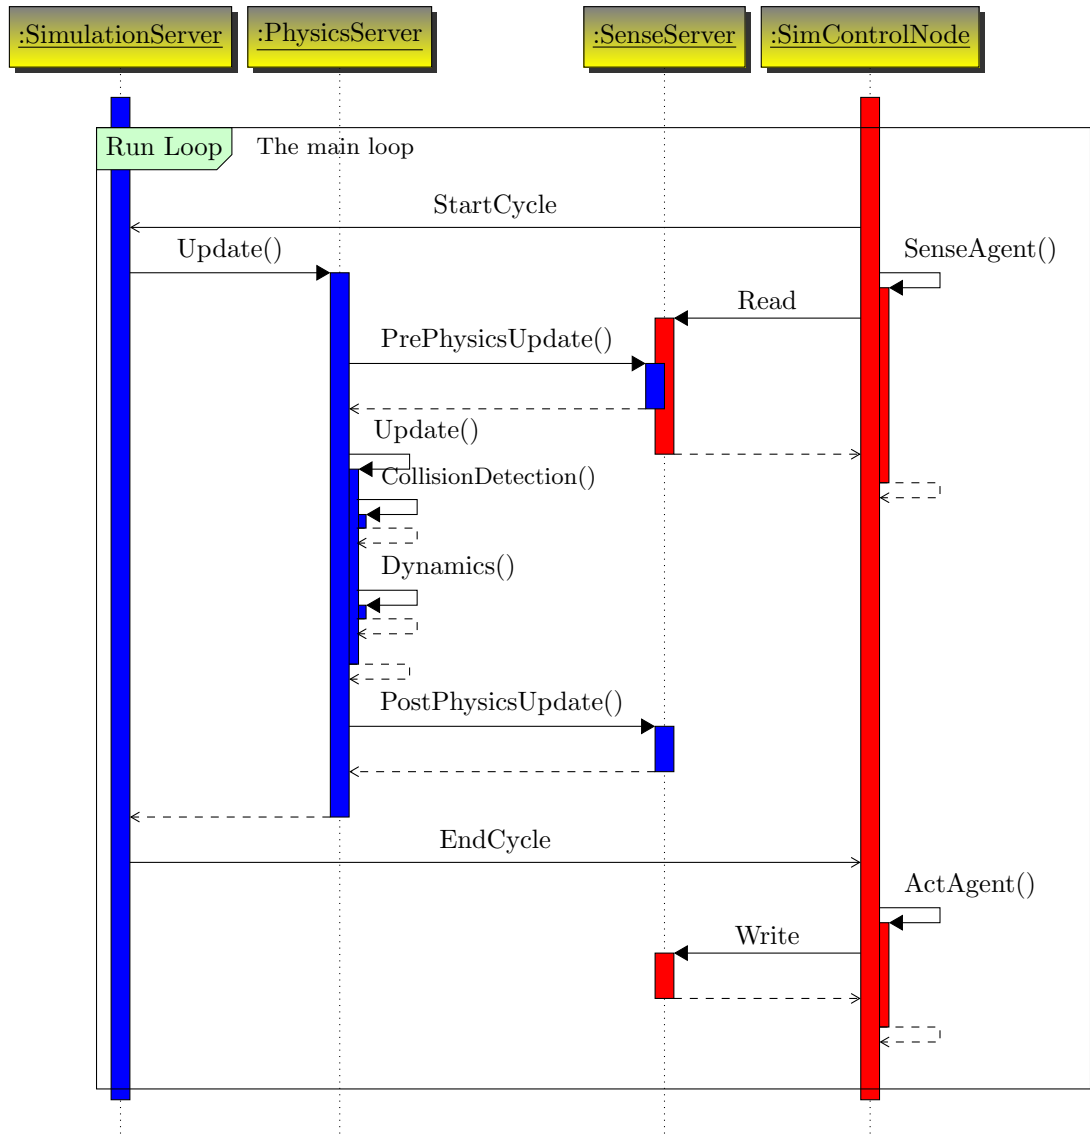 :SimulationServer
:PhysicsServer
:SenseServer
:SimControlNode
Run Loop
The main loop
StartCycle
Update()
SenseAgent()
Read
PrePhysicsUpdate()
Update()
CollisionDetection()
Dynamics()
PostPhysicsUpdate()
EndCycle
ActAgent()
Write